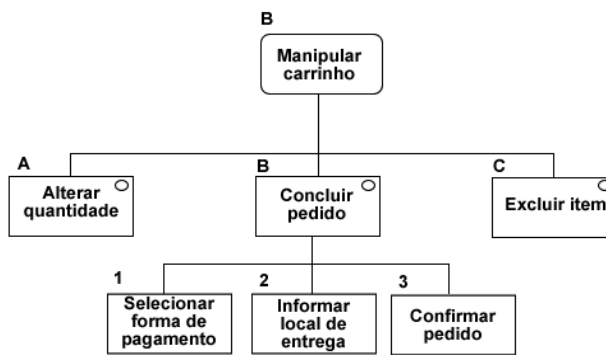 B
Manipular
carrinho
A
Alterar
quantidade
B
Concluir
pedido
C
Excluir item
1
Selecionar
forma de
pagamento
2
Informar
local de
entrega
3
Confirmar
pedido